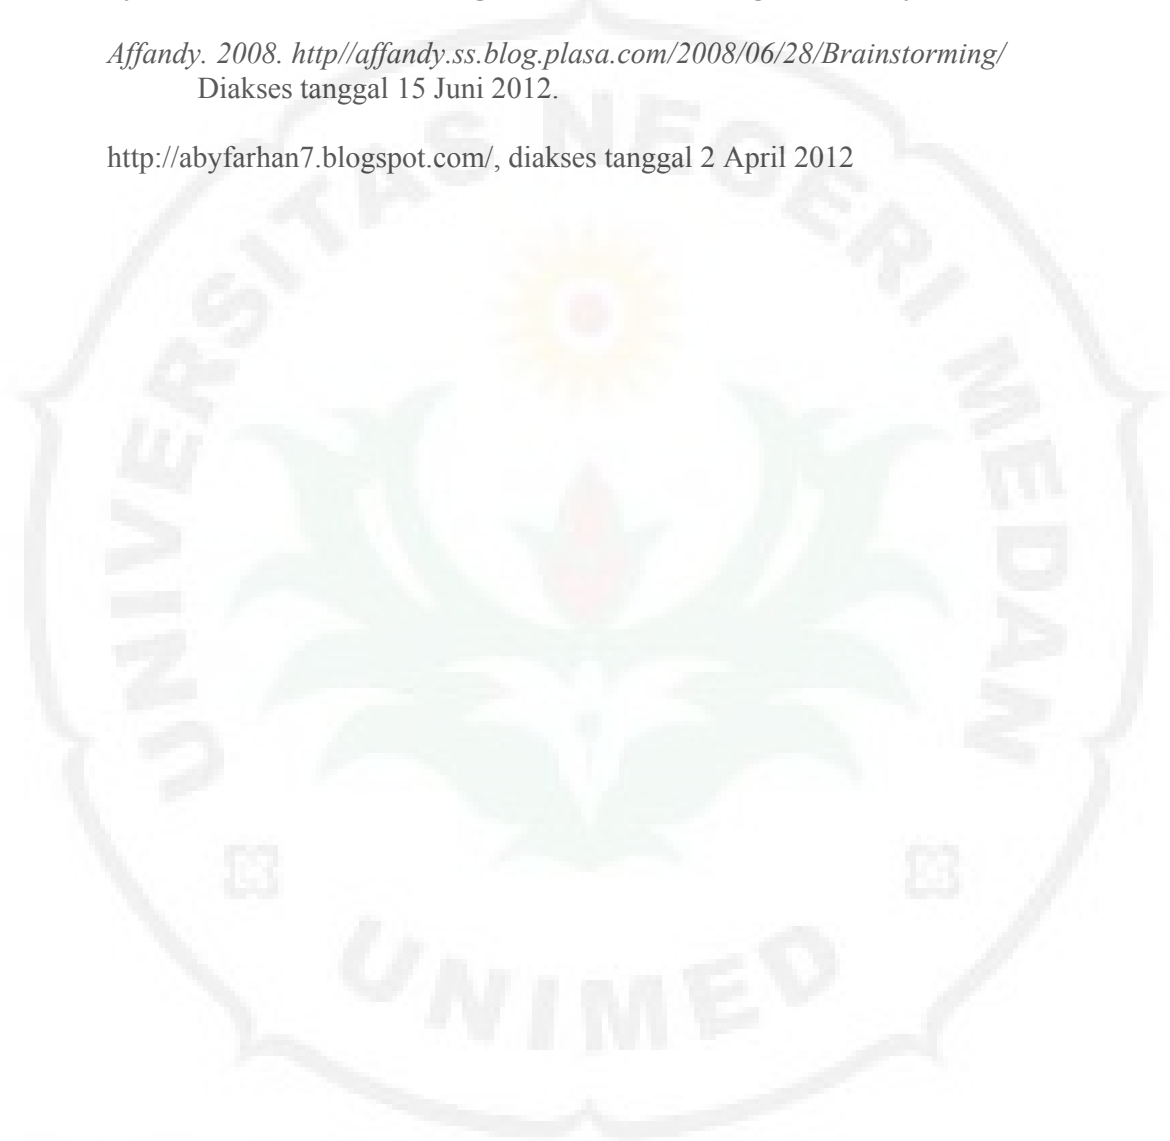 Affandy. 2008. http//affandy.ss.blog.plasa.com/2008/06/28/Brainstorming/
Diakses tanggal 15 Juni 2012.
http://abyfarhan7.blogspot.com/, diakses tanggal 2 April 2012
UNIVERSITAS NEGERI MEDAN
UNIMED